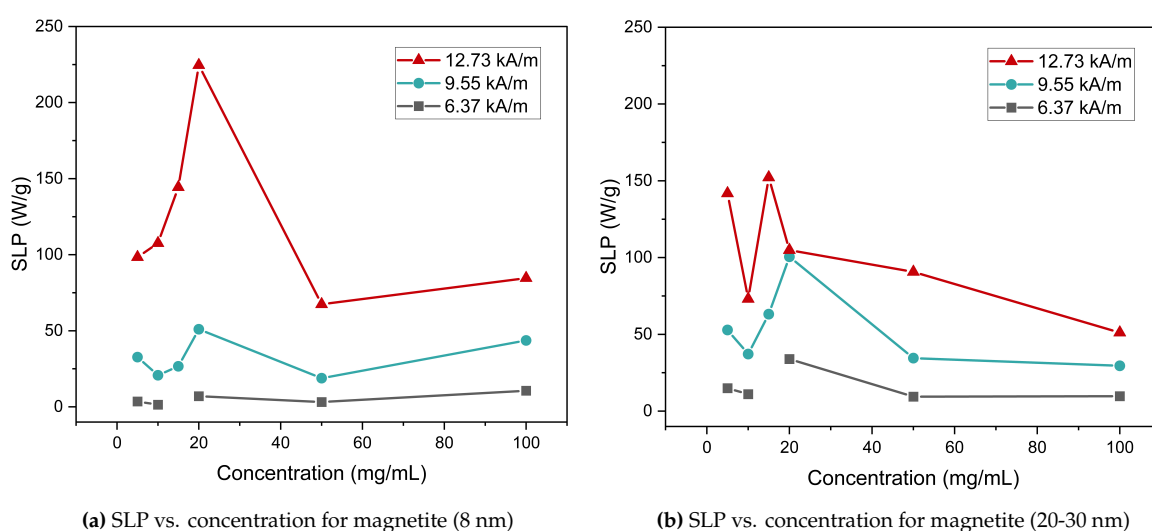 250
200
150
100
50
0
SLP (W/g)
12.73 kA/m
9.55 kA/m
6.37 kA/m
0 20 40 60 80 100
Concentration (mg/mL)
(a) SLP vs. concentration for magnetite (8 nm)
250
200
150
100
50
0
SLP (W/g)
12.73 kA/m
9.55 kA/m
6.37 kA/m
0 20 40 60 80 100
Concentration (mg/mL)
(b) SLP vs. concentration for magnetite (20-30 nm)